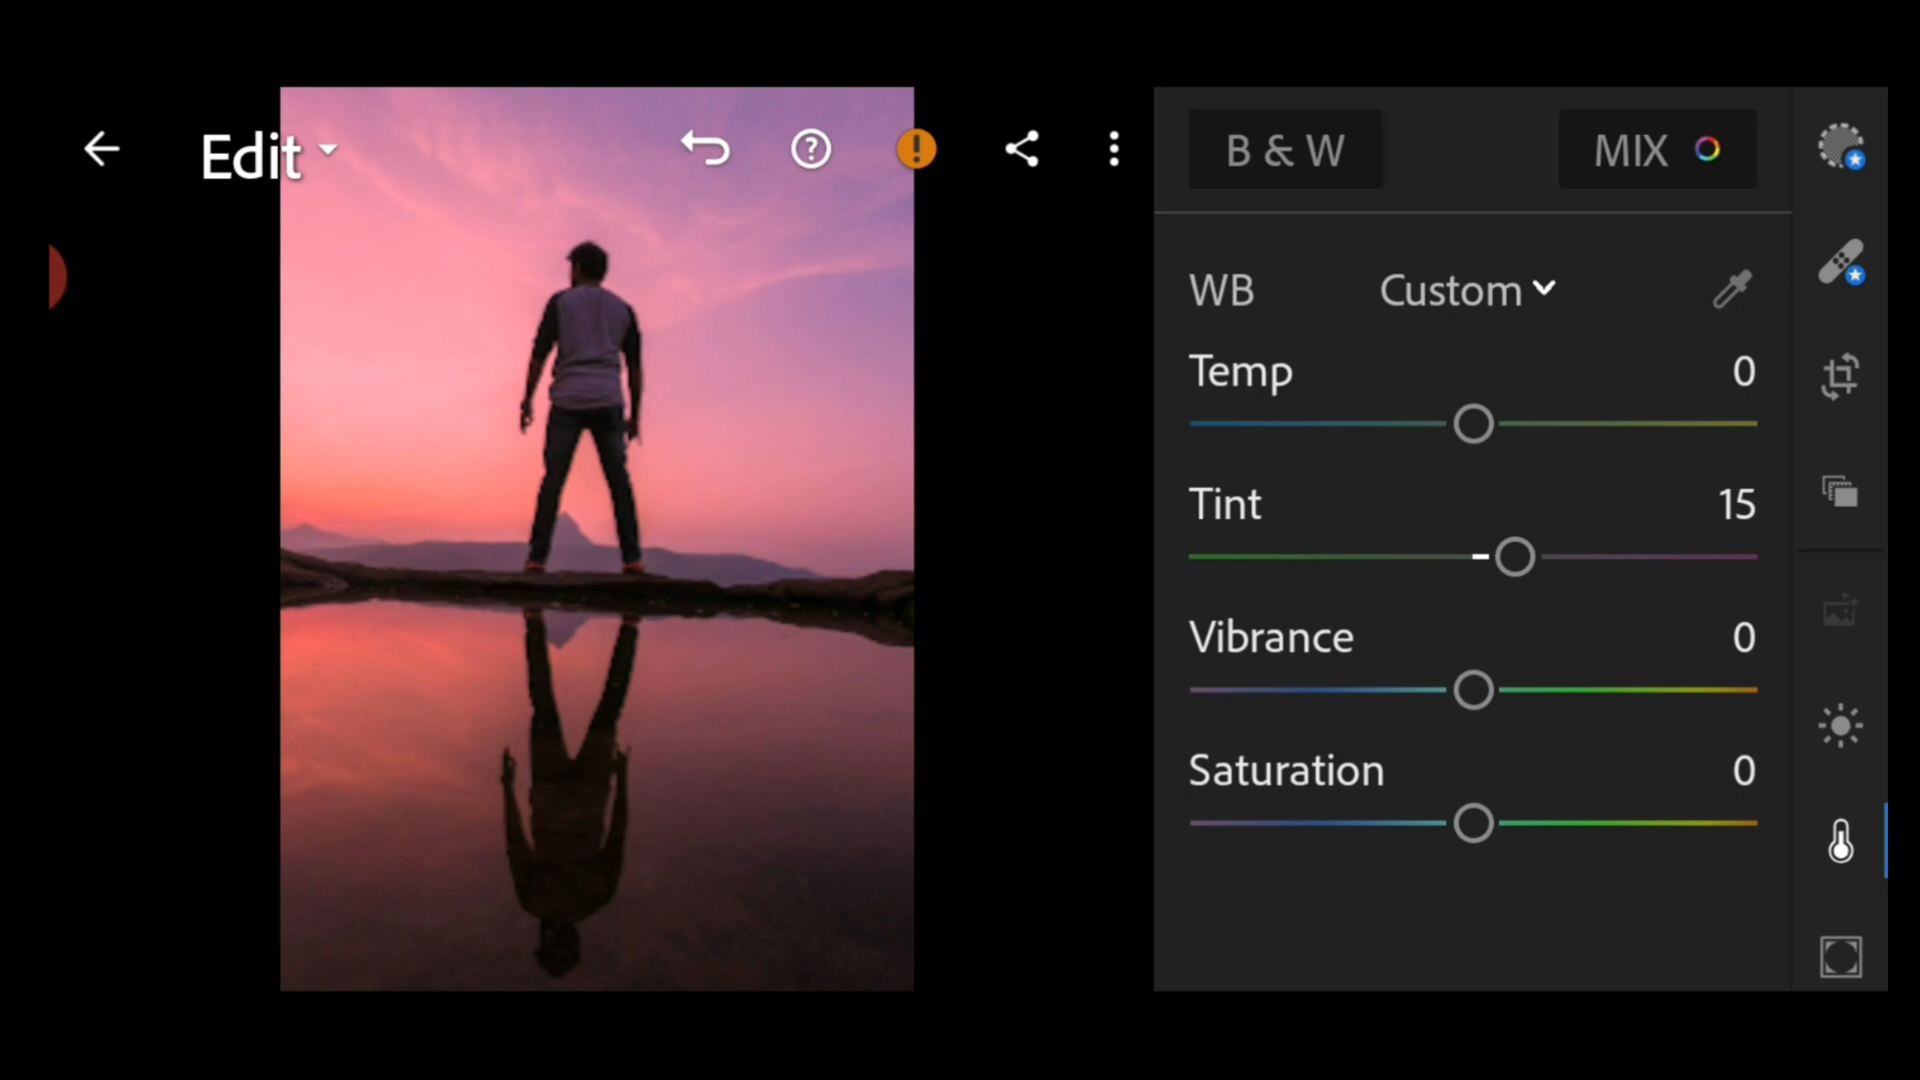 Edit
B & W
MIX
WB Custom
Temp 0
Tint 15
Vibrance 0
Saturation 0